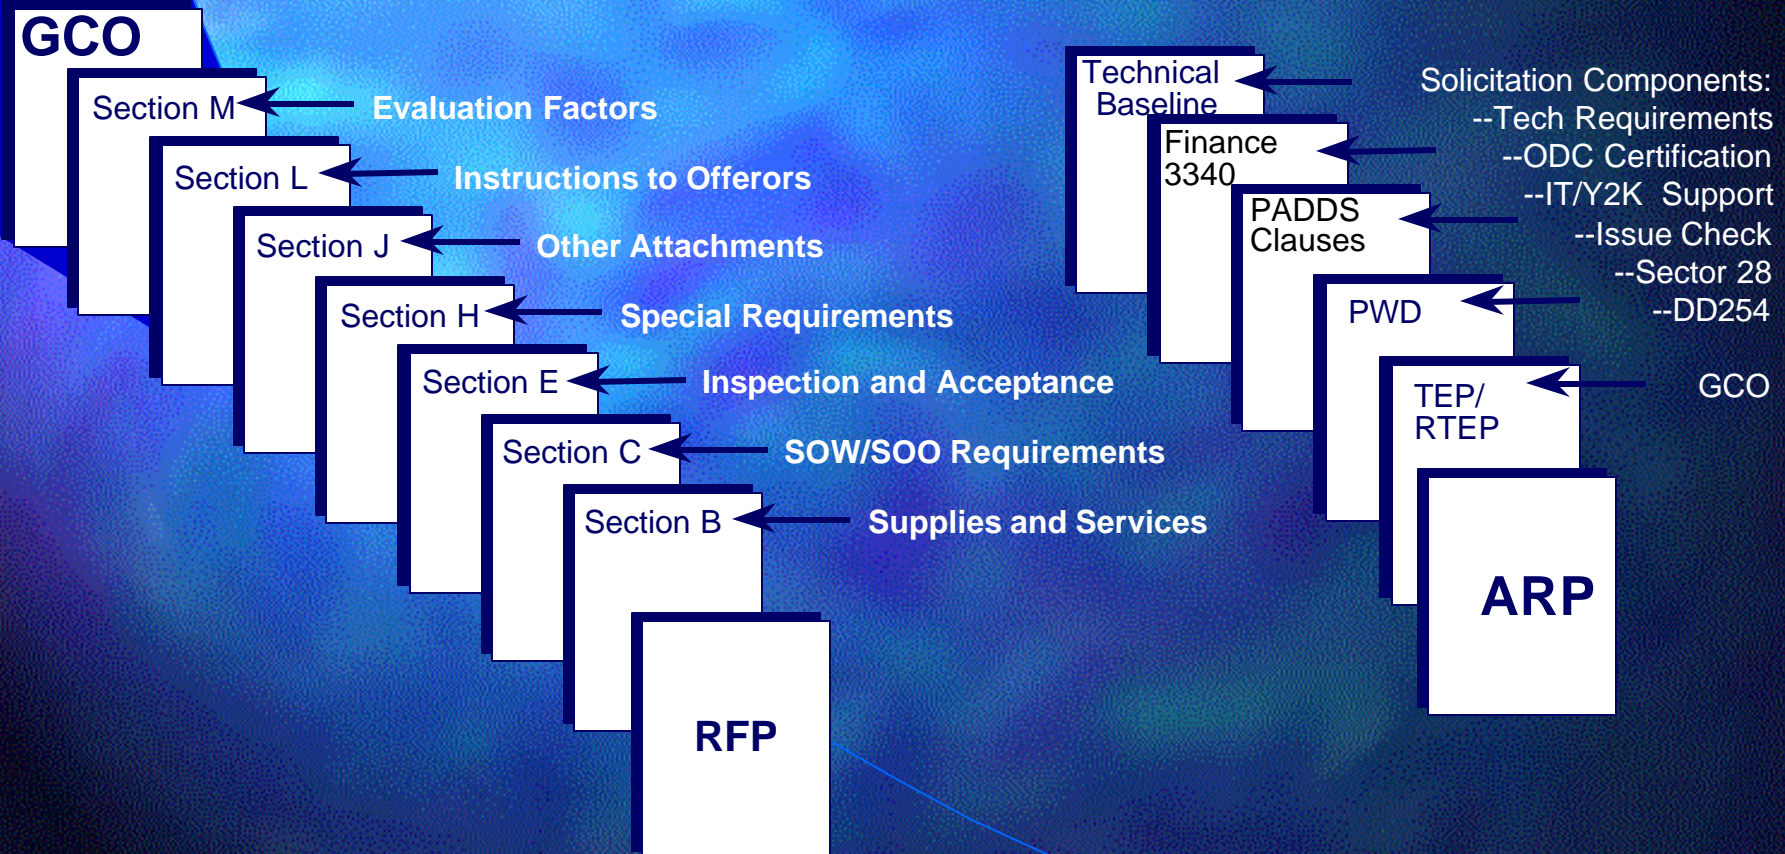 GCO
Section M
Evaluation Factors
Section L
Instructions to Offerors
Section J
Other Attachments
Section H
Special Requirements
Section E
Inspection and Acceptance
Section C
SOW/SOO Requirements
Section B
Supplies and Services
RFP
Technical
Baseline
Finance
3340
PADDS
Clauses
PWD
TEP/
RTEP
ARP
Solicitation Components:
--Tech Requirements
--ODC Certification
--IT/Y2K Support
--Issue Check
--Sector 28
--DD254
GCO